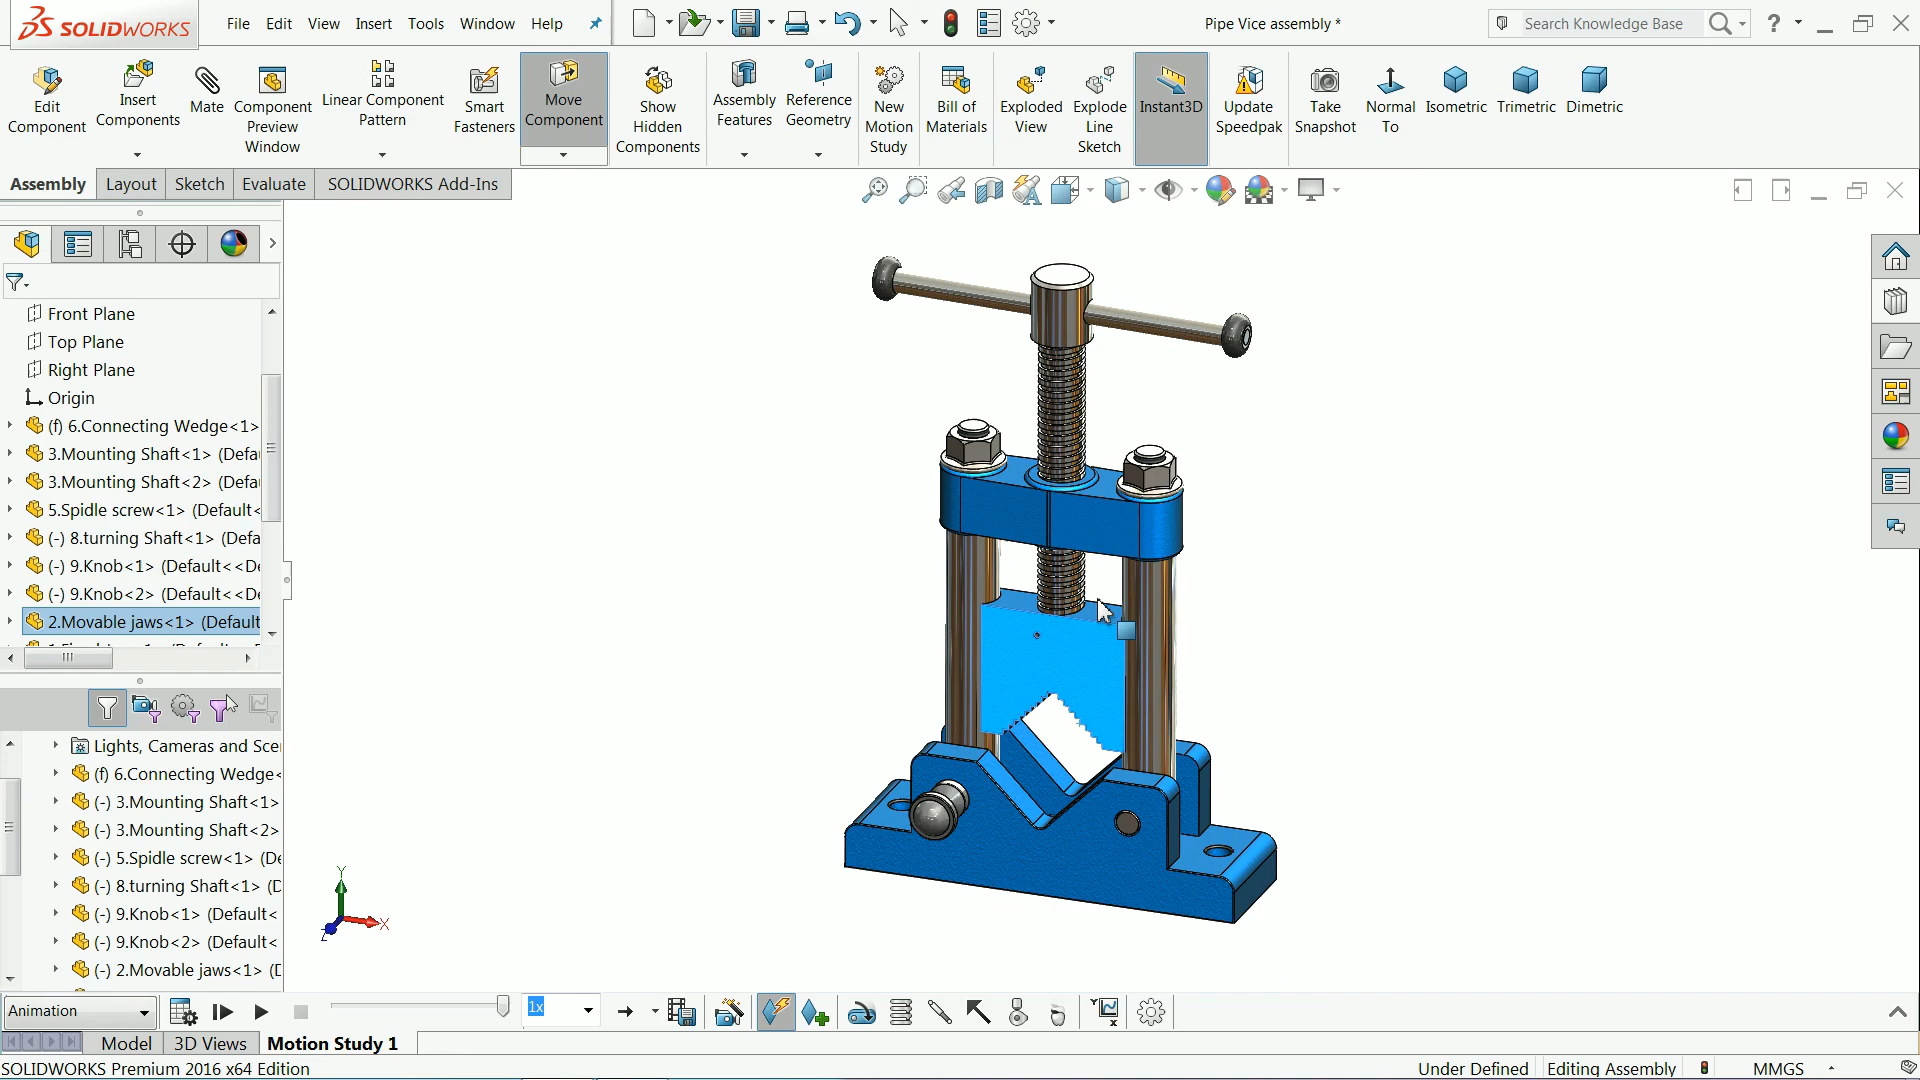 SOLIDWORKS
File Edit View Insert Tools Window Help
Pipe Vice assembly *
Search Knowledge Base
?
Edit Component
Insert Components
Mate
Component Preview Window
Linear Component Pattern
Smart Fasteners
Move Component
Show Hidden Components
Assembly Features
Reference Geometry
New Motion Study
Bill of Materials
Exploded View
Explode Line Sketch
Instant3D
Update Speedpak
Take Snapshot
Normal To
Isometric
Trimetric
Dimetric
Assembly Layout Sketch Evaluate SOLIDWORKS Add-Ins
Front Plane
Top Plane
Right Plane
Origin
(f) 6.Connecting Wedge<1>
3.Mounting Shaft<1> (Defa
3.Mounting Shaft<2> (Defa
5.Spidle screw<1> (Default<
(-) 8.turning Shaft<1> (Defa
(-) 9.Knob<1> (Default<<De
(-) 9.Knob<2> (Default<<De
2.Movable jaws<1> (Default
Lights, Cameras and Sce
(f) 6.Connecting Wedge<
(-) 3.Mounting Shaft<1>
(-) 3.Mounting Shaft<2>
(-) 5.Spidle screw<1> (De
(-) 8.turning Shaft<1> (D
(-) 9.Knob<1> (Default<
(-) 9.Knob<2> (Default<
(-) 2.Movable jaws<1> (D
Y
X
Z
Animation
1x
Model 3D Views Motion Study 1
SOLIDWORKS Premium 2016 x64 Edition
Under Defined Editing Assembly MMGS